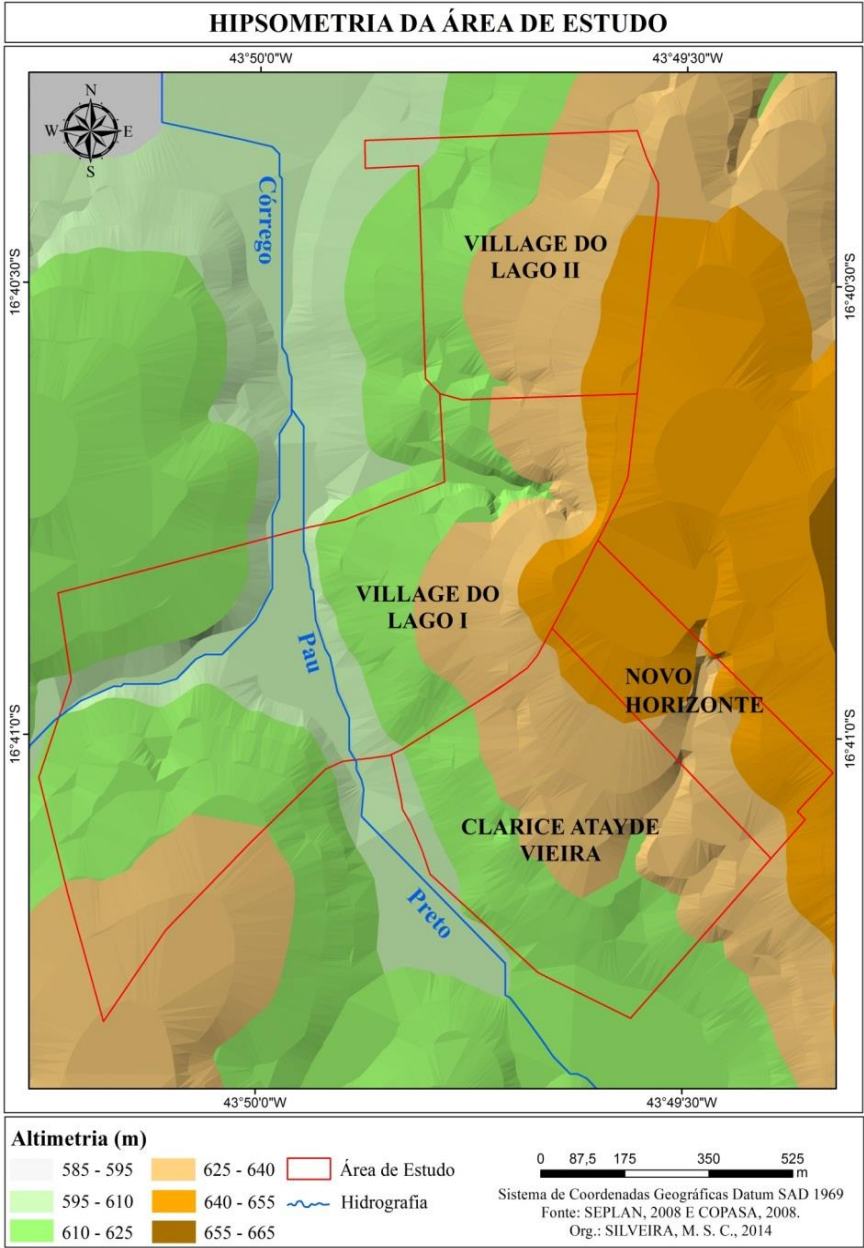 HIPSOMETRIA DA ÁREA DE ESTUDO
43°50'0"W
43°49'30"W
N
W
E
S
Córrego
VILLAGE DO
LAGO II
16°40'30"S
16°40'30"S
VILLAGE DO
LAGO I
Pau
NOVO
HORIZONTE
16°41'0"S
16°41'0"S
CLARICE ATAYDE
VIEIRA
Preto
43°50'0"W
43°49'30"W
Altimetria (m)
585 - 595
595 - 610
610 - 625
625 - 640
640 - 655
655 - 665
Área de Estudo
Hidrografia
0 87,5 175 350 525
m
Sistema de Coordenadas Geográficas Datum SAD 1969
Fonte: SEPLAN, 2008 E COPASA, 2008.
Org.: SILVEIRA, M. S. C., 2014